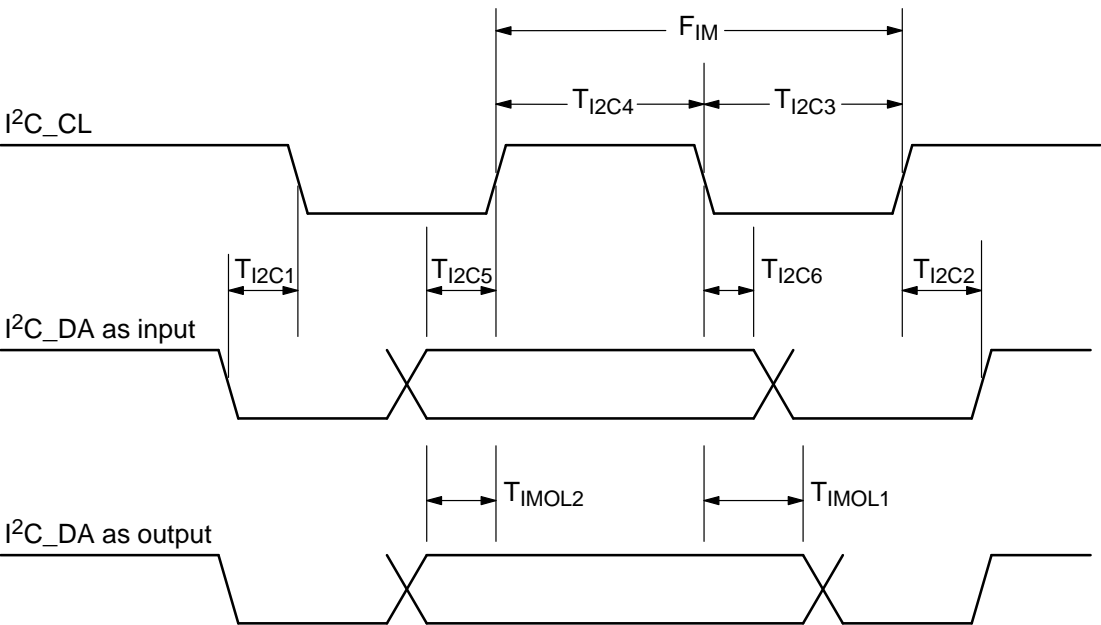 F_IM
T_I2C4 T_I2C3
I²C_CL
T_I2C1 T_I2C5 T_I2C6 T_I2C2
I²C_DA as input
T_IMOL2 T_IMOL1
I²C_DA as output